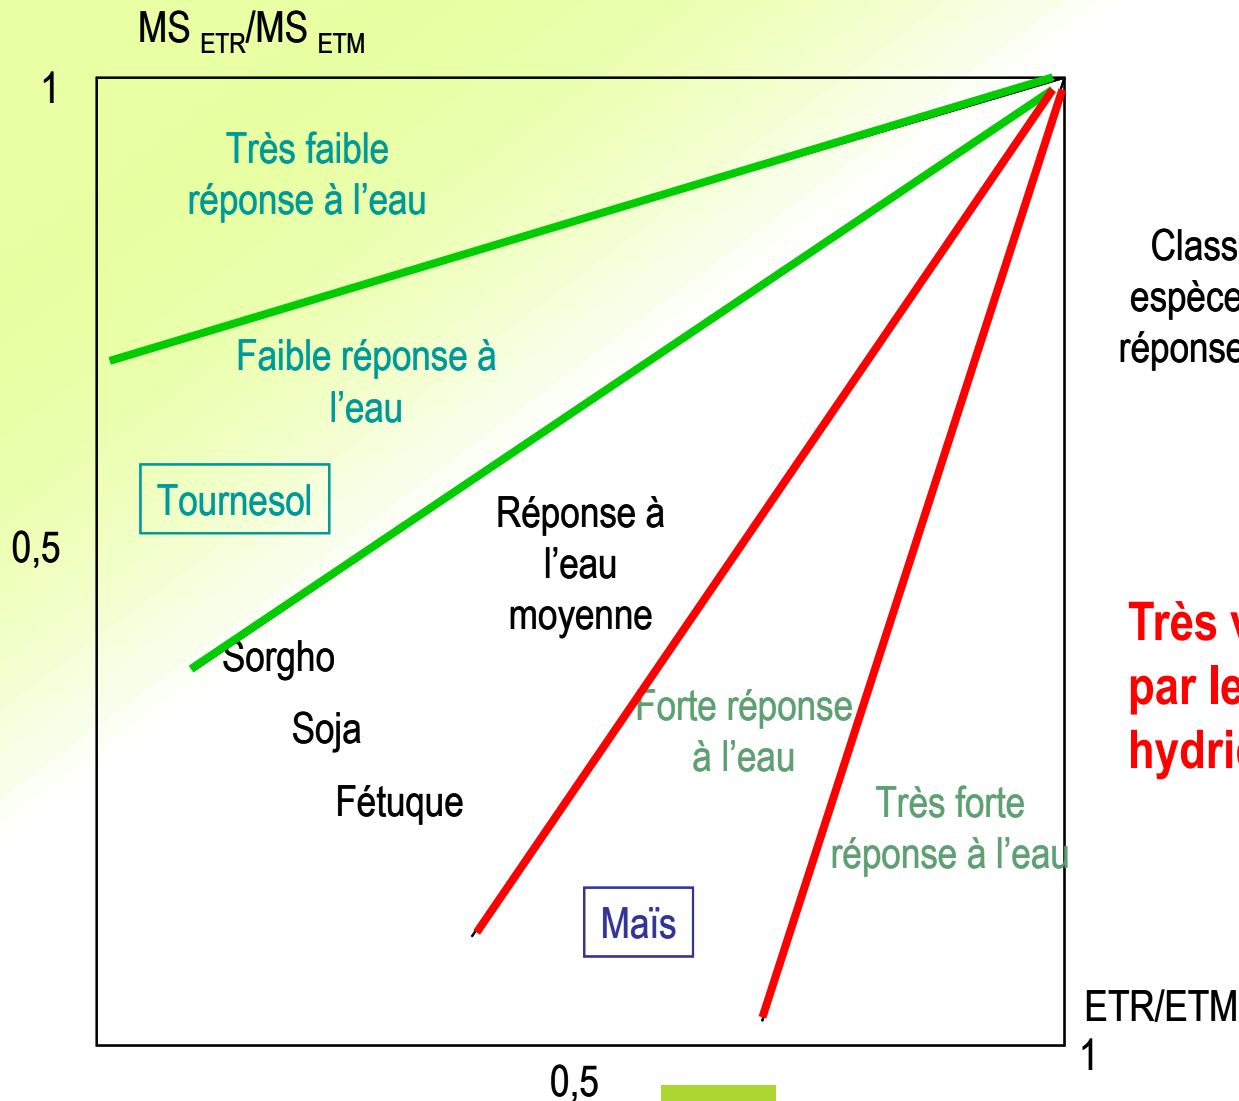 MS ETR/MS ETM
1
Très faible
réponse à l'eau
Faible réponse à
l'eau
Tournesol
0,5
Réponse à
l'eau
moyenne
Sorgho
Soja
Fétuque
Forte réponse
à l'eau
Très forte
réponse à l'eau
Maïs
ETR/ETM
1
0,5
Class
espèce
réponse
Très v
par le
hydri